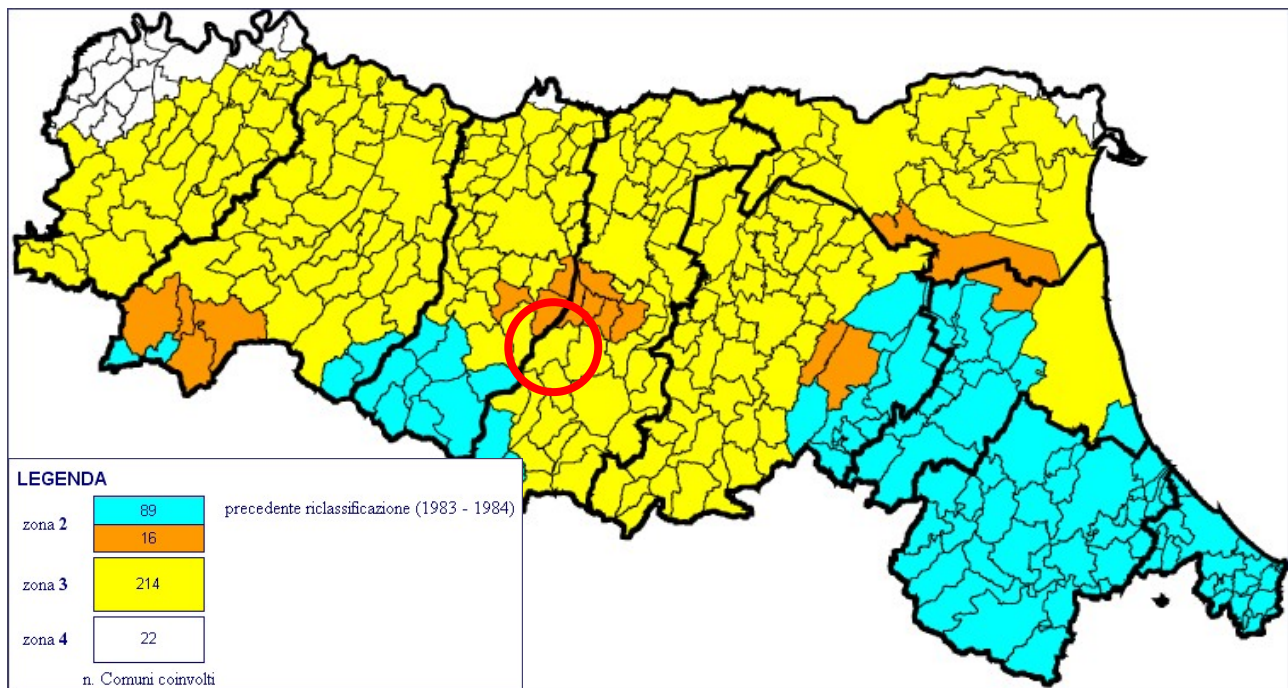 LEGENDA
zona 2
89
precedente riclassificazione (1983 - 1984)
16
zona 3
214
zona 4
22
n. Comuni coinvolti